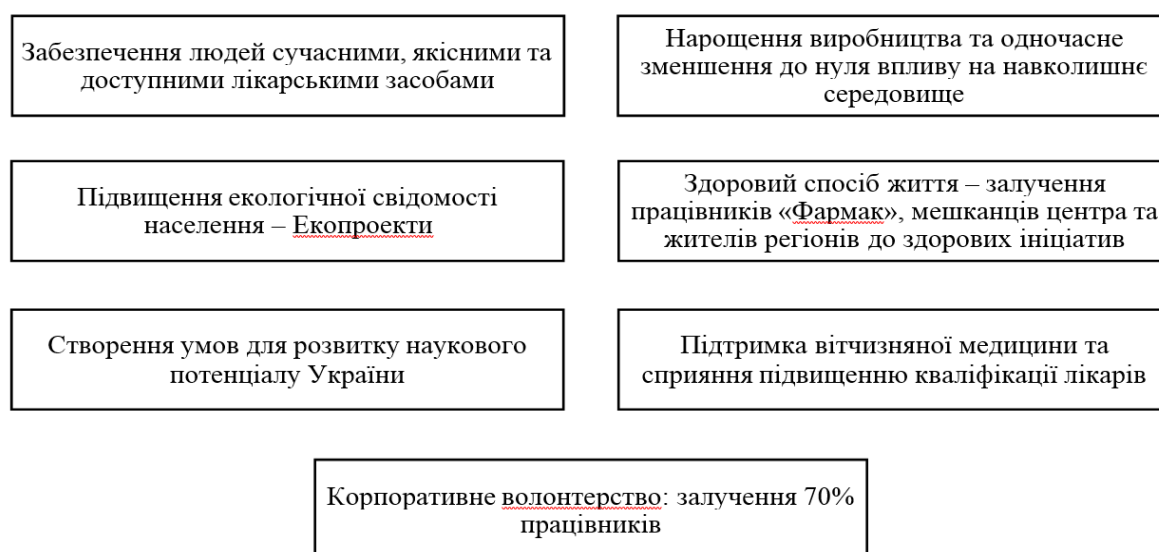 Забезпечення людей сучасними, якісними та
доступними лікарськими засобами
Нарощення виробництва та одночасне
зменшення до нуля впливу на навколишнє
середовище
Підвищення екологічної свідомості
населення – Екопроекти
Здоровий спосіб життя – залучення
працівників «Фармак», мешканців центра та
жителів регіонів до здорових ініціатив
Створення умов для розвитку наукового
потенціалу України
Підтримка вітчизняної медицини та
сприяння підвищенню кваліфікації лікарів
Корпоративне волонтерство: залучення 70%
працівників